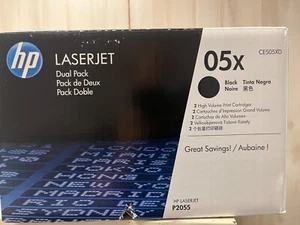 hp
LASERJET
Dual Pack
Pack de Deux
Pack Doble
05x
CE505XD
Black Tinta Negra
Noire 黑色
2 High Volume Print Cartridges
2 Cartouches d'Impression Grand Volume
2 Cartuchos de Alto Volumen
Great Savings! / Aubaine !
HP LASERJET
P2055